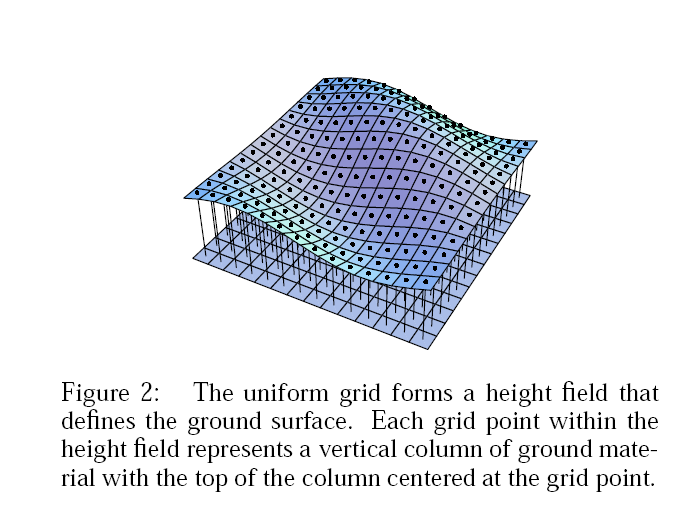 Figure 2: The uniform grid forms a height field that
defines the ground surface. Each grid point within the
height field represents a vertical column of ground mate-
rial with the top of the column centered at the grid point.